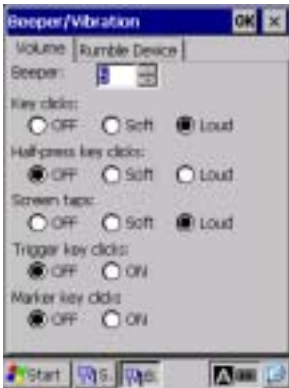 Beeper/Vibration OK ×
Volume Rumble Device
Beeper: 5
Key clicks:
OFF Soft Loud
Half-press key clicks:
OFF Soft Loud
Screen taps:
OFF Soft Loud
Trigger key clicks:
OFF ON
Marker key clicks
OFF ON
Start S. B. A